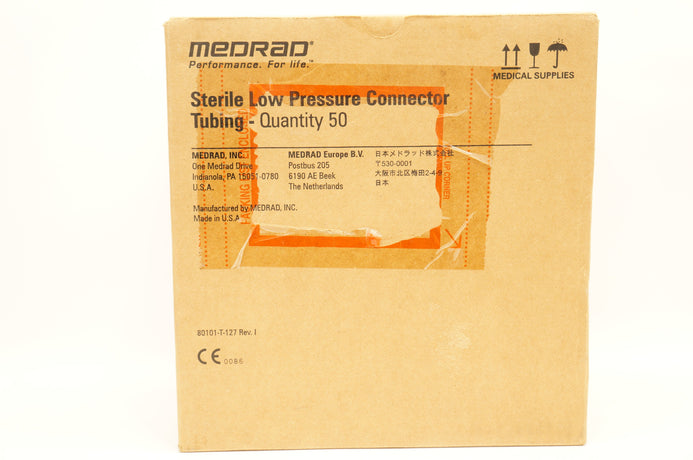 MEDRAD®
Performance. For life.™
MEDICAL SUPPLIES
Sterile Low Pressure Connector
Tubing - Quantity 50
MEDRAD, INC.
One Medrad Drive
Indianola, PA 15051-0780
U.S.A.
MEDRAD Europe B.V.
Postbus 205
6190 AE Beek
The Netherlands
日本メドラッド株式会社
〒530-0001
大阪市北区梅田2-4-9
日本
Manufactured by MEDRAD, INC.
Made in U.S.A.
80101-T-127 Rev. I
CE 0086